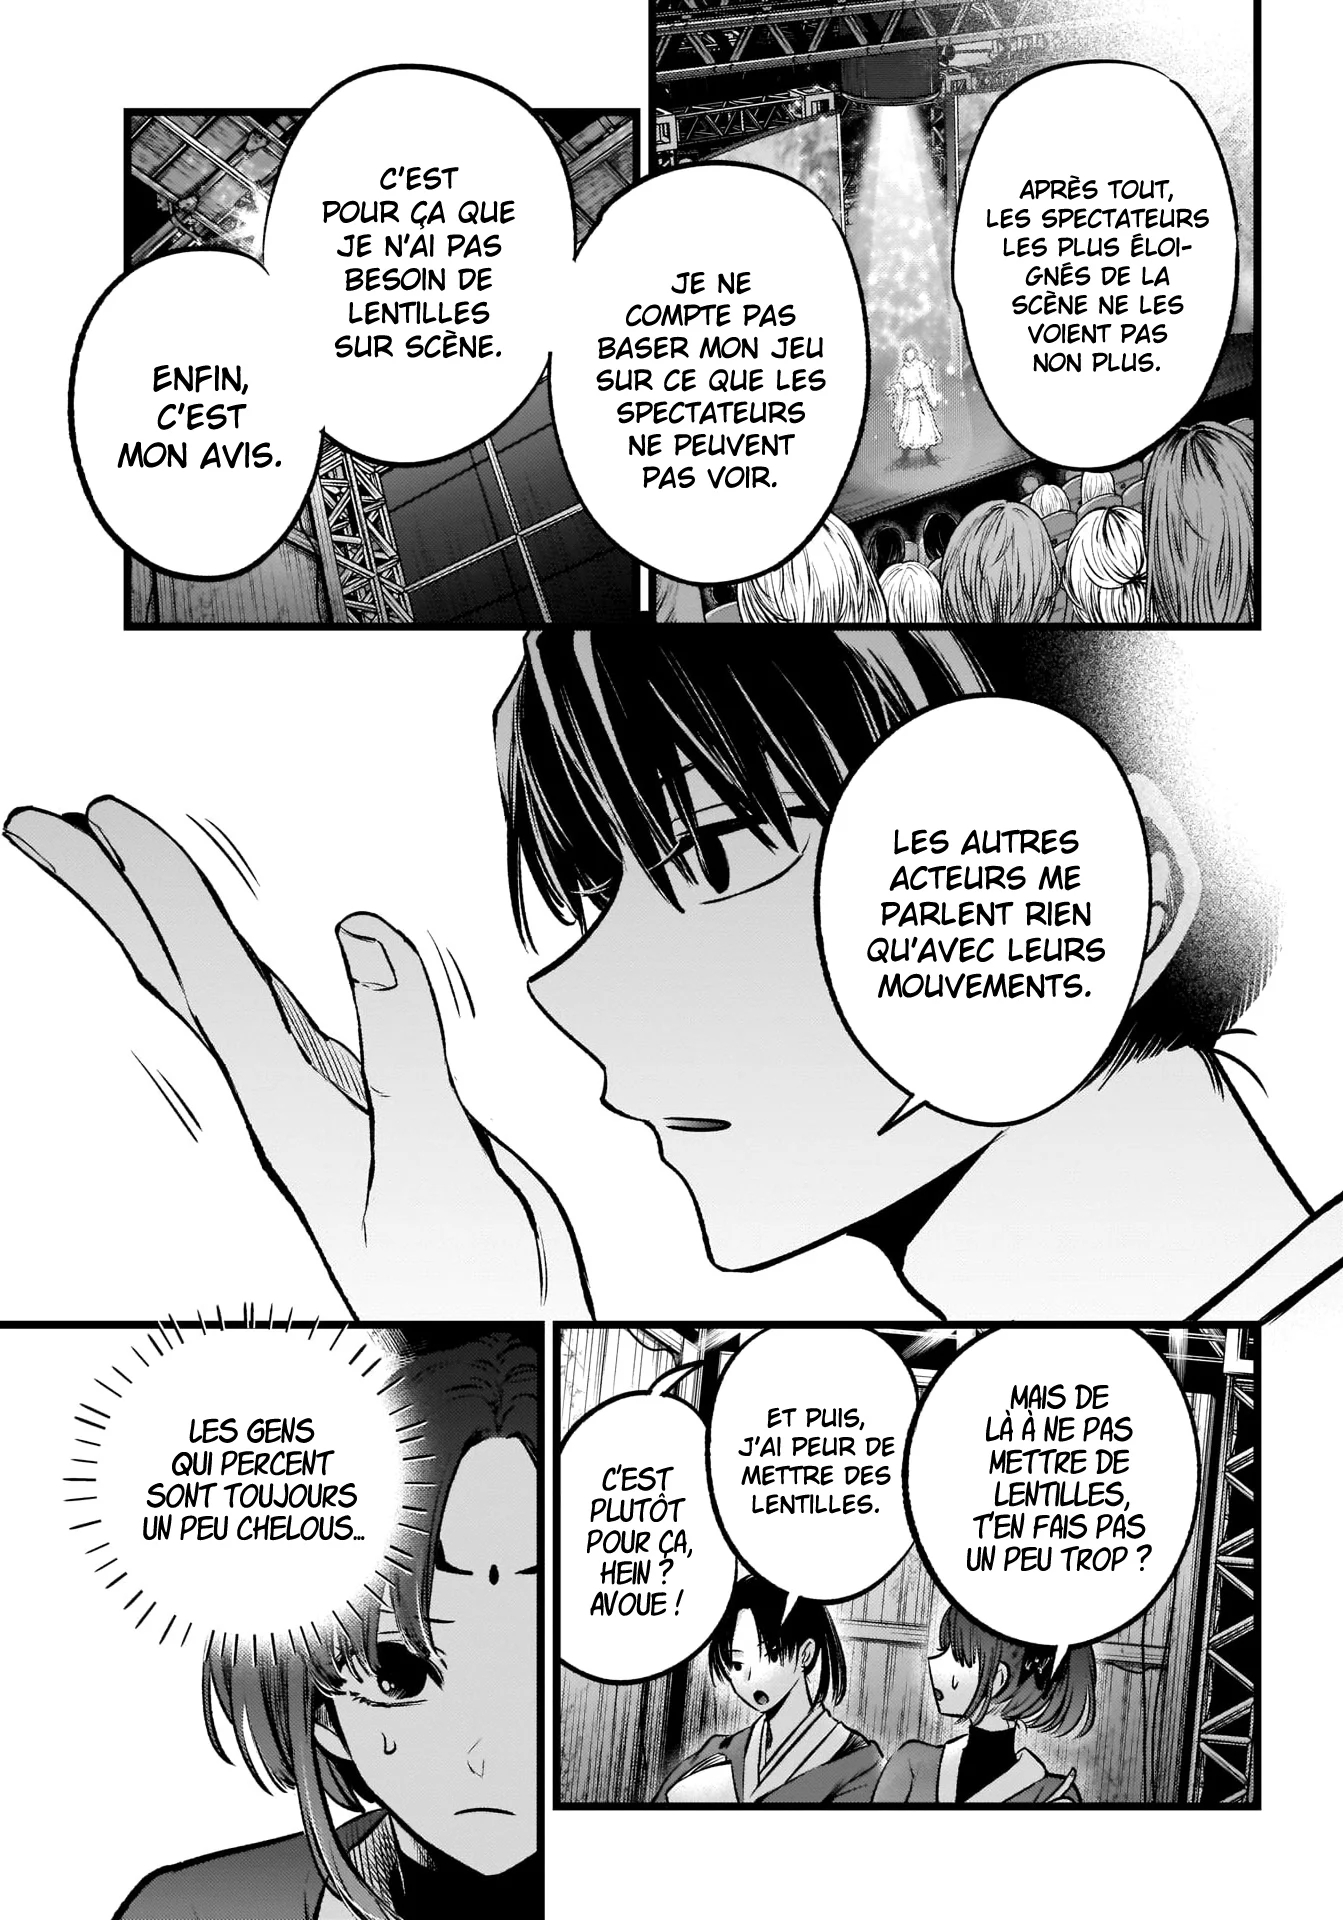 APRÈS TOUT,
LES SPECTATEURS
LES PLUS ÉLOI-
GNÉS DE LA
SCÈNE NE LES
VOIENT PAS
NON PLUS.
JE NE
COMPTE PAS
BASER MON JEU
SUR CE QUE LES
SPECTATEURS
NE PEUVENT
PAS VOIR.
C'EST
POUR ÇA QUE
JE N'AI PAS
BESOIN DE
LENTILLES
SUR SCÈNE.
ENFIN,
C'EST
MON AVIS.
LES AUTRES
ACTEURS ME
PARLENT RIEN
QU'AVEC LEURS
MOUVEMENTS.
MAIS DE
LÀ À NE PAS
METTRE DE
LENTILLES,
T'EN FAIS PAS
UN PEU TROP ?
ET PUIS,
J'AI PEUR DE
METTRE DES
LENTILLES.
C'EST
PLUTÔT
POUR ÇA,
HEIN ?
AVOUE !
LES GENS
QUI PERCENT
SONT TOUJOURS
UN PEU CHELOUS...